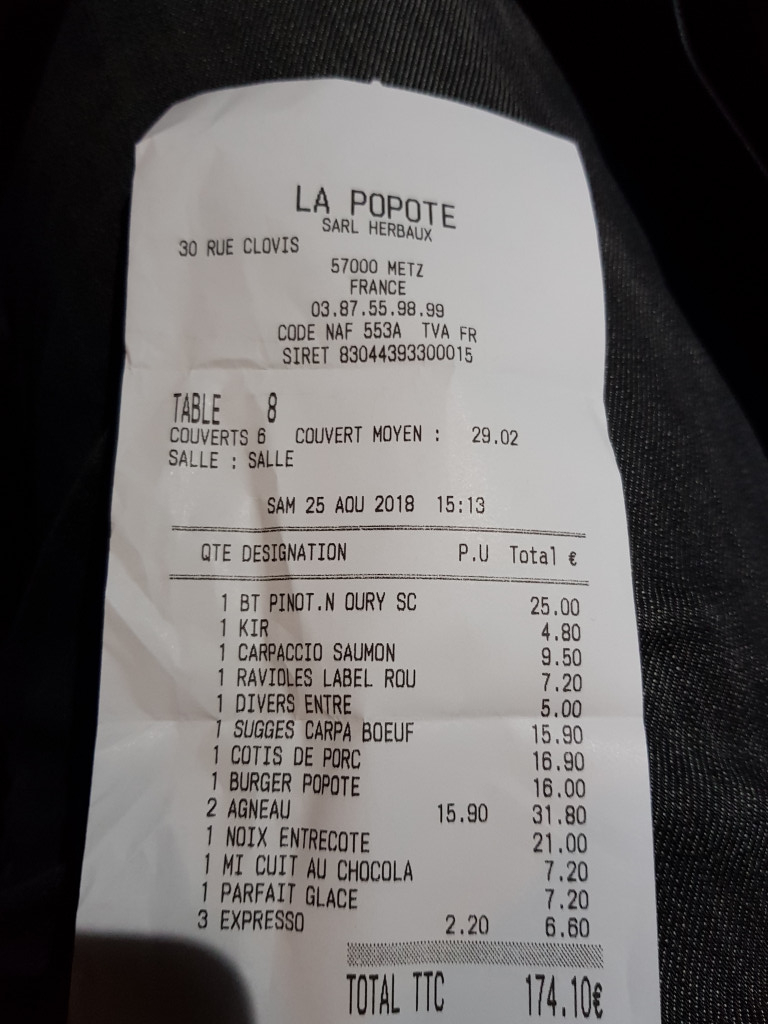 LA POPOTE
SARL HERBAUX
30 RUE CLOVIS
57000 METZ
FRANCE
03.87.55.98.99
CODE NAF 553A TVA FR
SIRET 83044393300015
TABLE 8
COUVERTS 6 COUVERT MOYEN : 29.02
SALLE : SALLE
SAM 25 AOU 2018 15:13
QTE DESIGNATION P.U Total €
1 BT PINOT.N OURY SC 25.00
1 KIR 4.80
1 CARPACCIO SAUMON 9.50
1 RAVIOLES LABEL ROU 7.20
1 DIVERS ENTRE 5.00
1 SUGGES CARPA BOEUF 15.90
1 COTIS DE PORC 16.90
1 BURGER POPOTE 16.00
2 AGNEAU 15.90 31.80
1 NOIX ENTRECOTE 21.00
1 MI CUIT AU CHOCOLA 7.20
1 PARFAIT GLACE 7.20
3 EXPRESSO 2.20 6.60
TOTAL TTC 174.10€